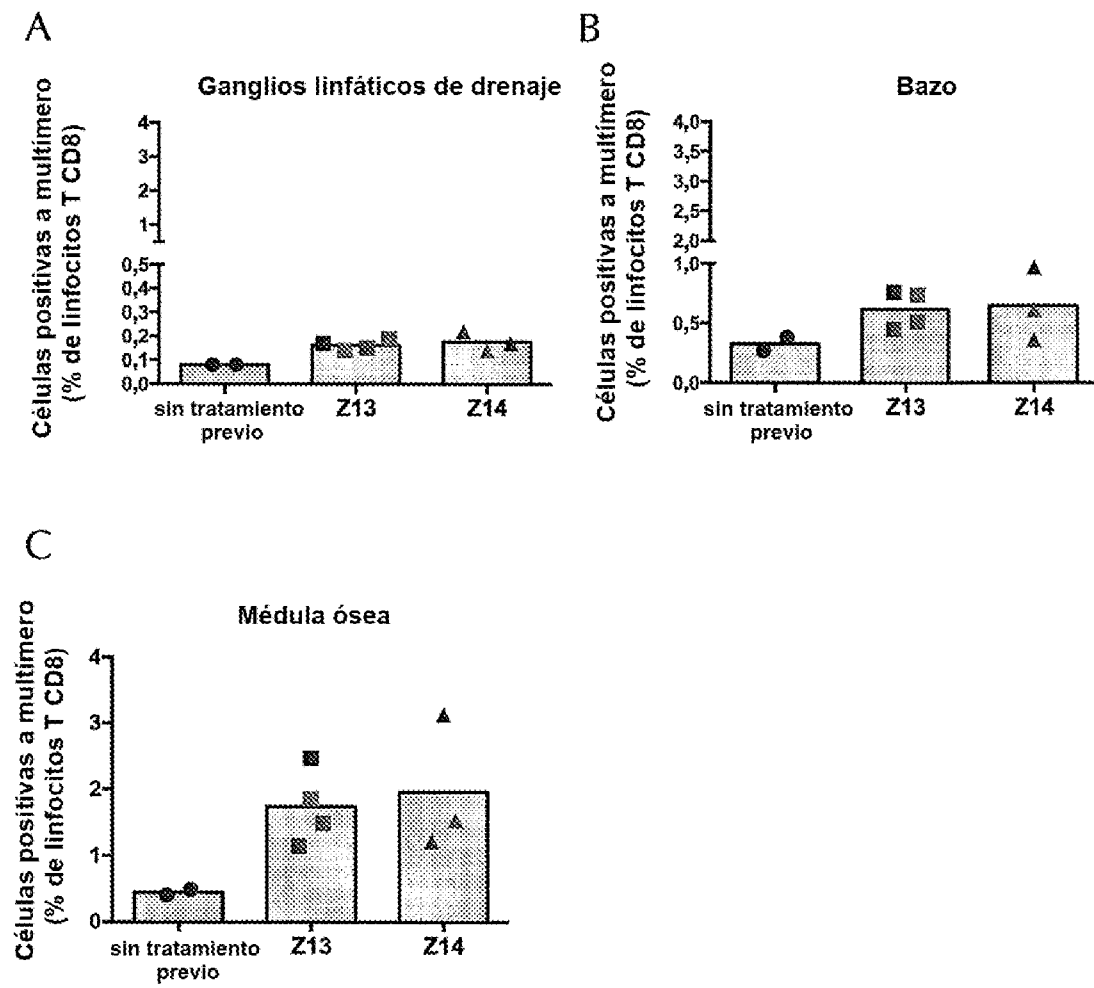 A
Ganglios linfáticos de drenaje
Células positivas a multímero
(% de linfocitos T CD8)
4
3
2
1
0,5
0,4
0,3
0,2
0,1
0,0
sin tratamiento
previo
Z13
Z14
B
Bazo
Células positivas a multímero
(% de linfocitos T CD8)
4,0
3,5
3,0
2,5
2,0
1,0
0,5
0,0
sin tratamiento
previo
Z13
Z14
C
Médula ósea
Células positivas a multímero
(% de linfocitos T CD8)
4
3
2
1
0
sin tratamiento
previo
Z13
Z14